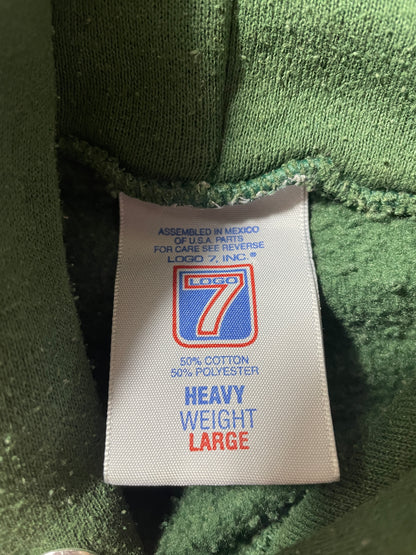 ASSEMBLED IN MEXICO
OF U.S.A. PARTS
FOR CARE SEE REVERSE
LOGO 7, INC.®
LOGO
7
50% COTTON
50% POLYESTER
HEAVY
WEIGHT
LARGE